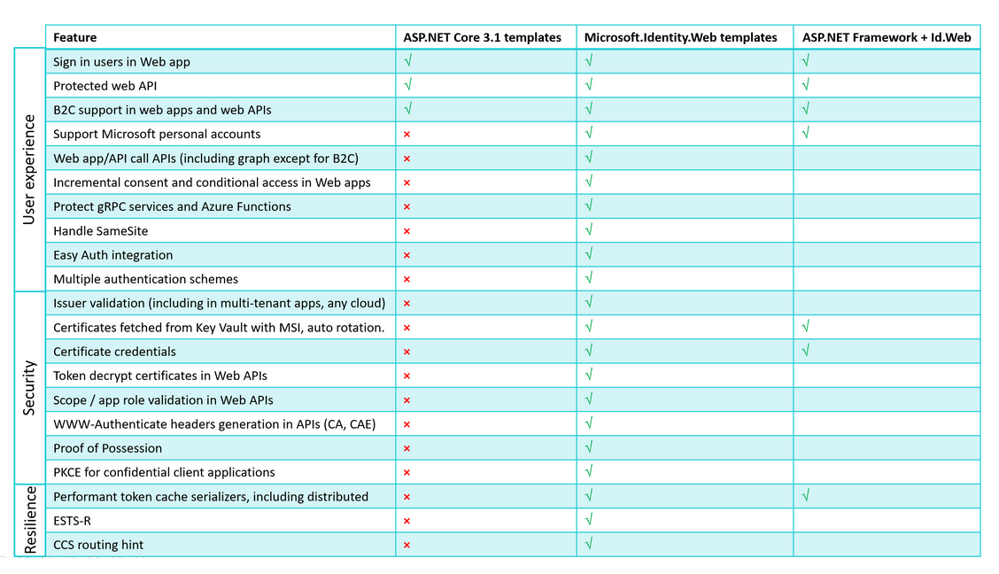 Feature ASP.NET Core 3.1 templates Microsoft.Identity.Web templates ASP.NET Framework + Id.Web
User experience
Sign in users in Web app √ √ √
Protected web API √ √ √
B2C support in web apps and web APIs √ √ √
Support Microsoft personal accounts × √ √
Web app/API call APIs (including graph except for B2C) × √
Incremental consent and conditional access in Web apps × √
Protect gRPC services and Azure Functions × √
Handle SameSite × √
Easy Auth integration × √
Multiple authentication schemes × √
Security
Issuer validation (including in multi-tenant apps, any cloud) × √
Certificates fetched from Key Vault with MSI, auto rotation. × √ √
Certificate credentials × √ √
Token decrypt certificates in Web APIs × √
Scope / app role validation in Web APIs × √
WWW-Authenticate headers generation in APIs (CA, CAE) × √
Proof of Possession × √
PKCE for confidential client applications × √
Resilience
Performant token cache serializers, including distributed × √ √
ESTS-R × √
CCS routing hint × √